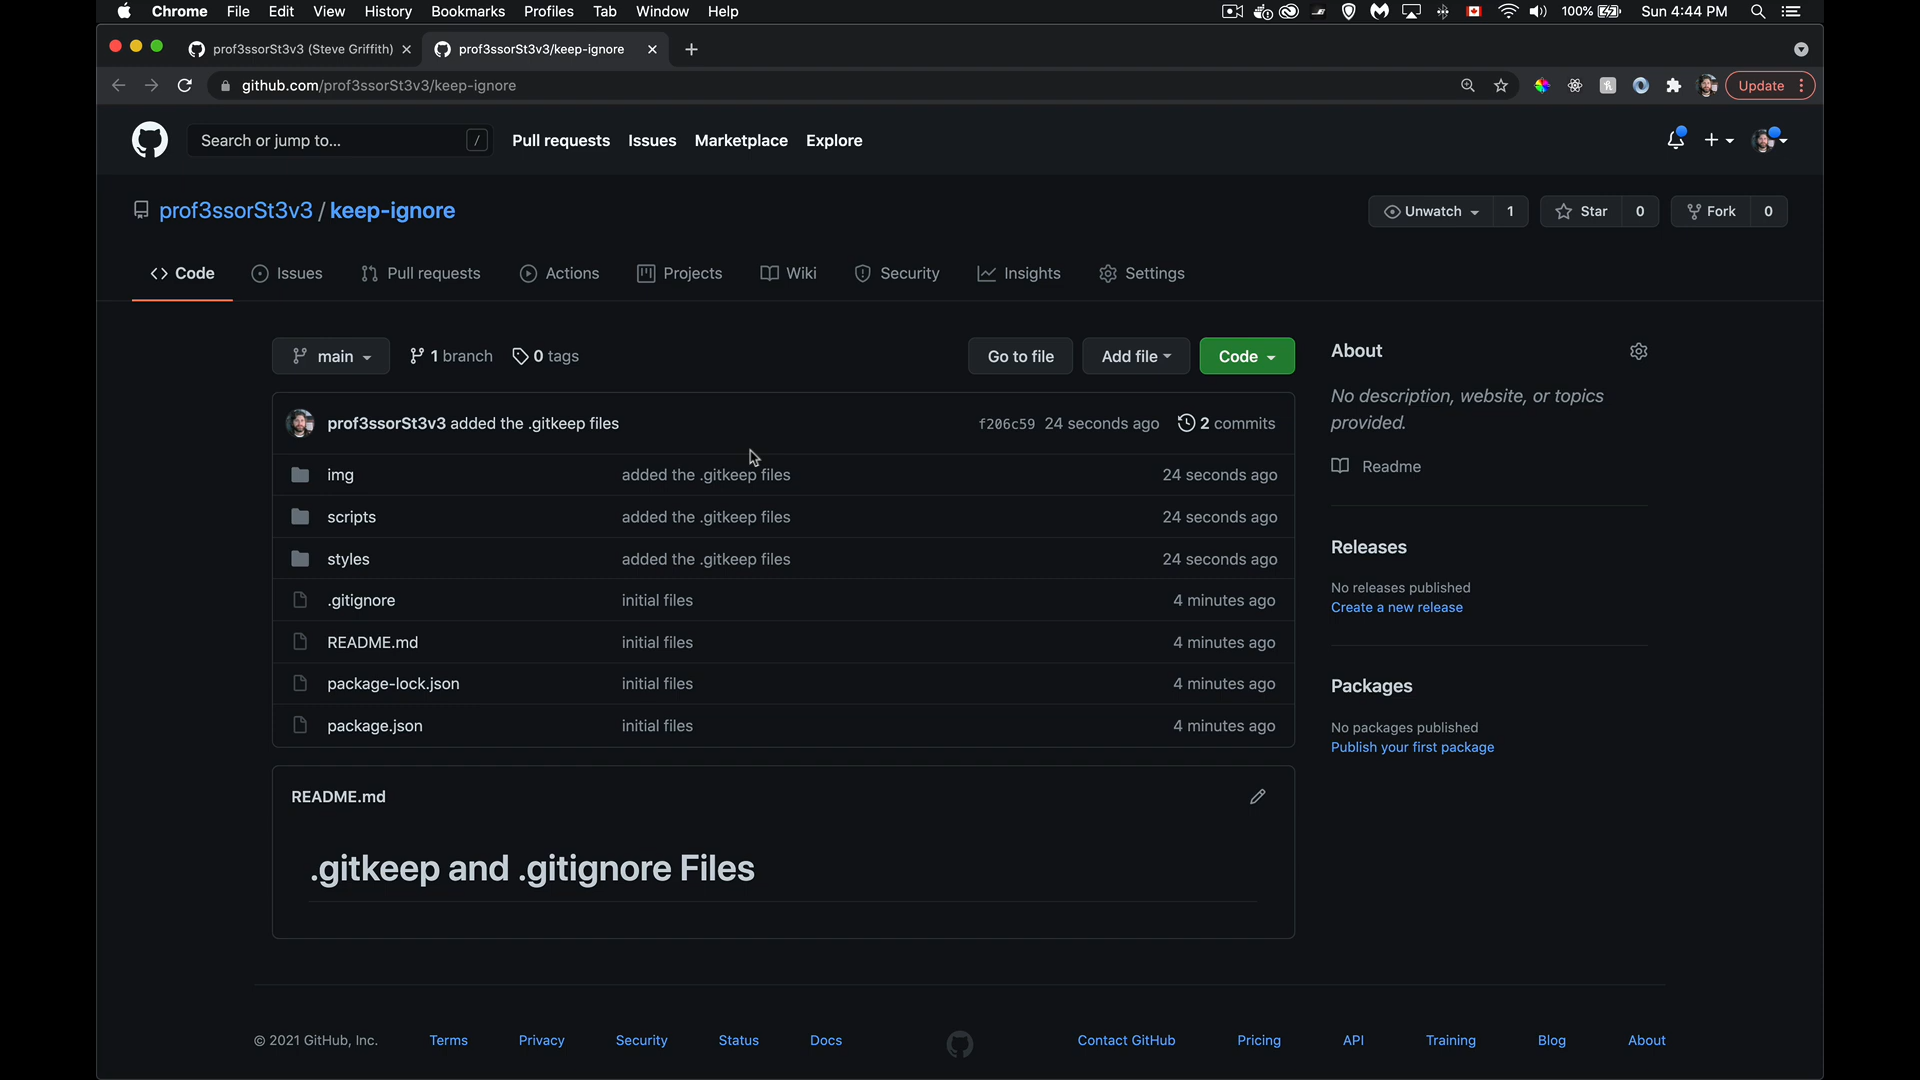 Chrome File Edit View History Bookmarks Profiles Tab Window Help 100% Sun 4:44 PM
prof3ssorSt3v3 (Steve Griffith) prof3ssorSt3v3/keep-ignore
github.com/prof3ssorSt3v3/keep-ignore Update
Search or jump to... / Pull requests Issues Marketplace Explore
prof3ssorSt3v3 / keep-ignore Unwatch 1 Star 0 Fork 0
Code Issues Pull requests Actions Projects Wiki Security Insights Settings
main 1 branch 0 tags Go to file Add file Code
prof3ssorSt3v3 added the .gitkeep files f206c59 24 seconds ago 2 commits
img added the .gitkeep files 24 seconds ago
scripts added the .gitkeep files 24 seconds ago
styles added the .gitkeep files 24 seconds ago
.gitignore initial files 4 minutes ago
README.md initial files 4 minutes ago
package-lock.json initial files 4 minutes ago
package.json initial files 4 minutes ago
README.md
.gitkeep and .gitignore Files
About
No description, website, or topics
provided.
Readme
Releases
No releases published
Create a new release
Packages
No packages published
Publish your first package
© 2021 GitHub, Inc. Terms Privacy Security Status Docs Contact GitHub Pricing API Training Blog About